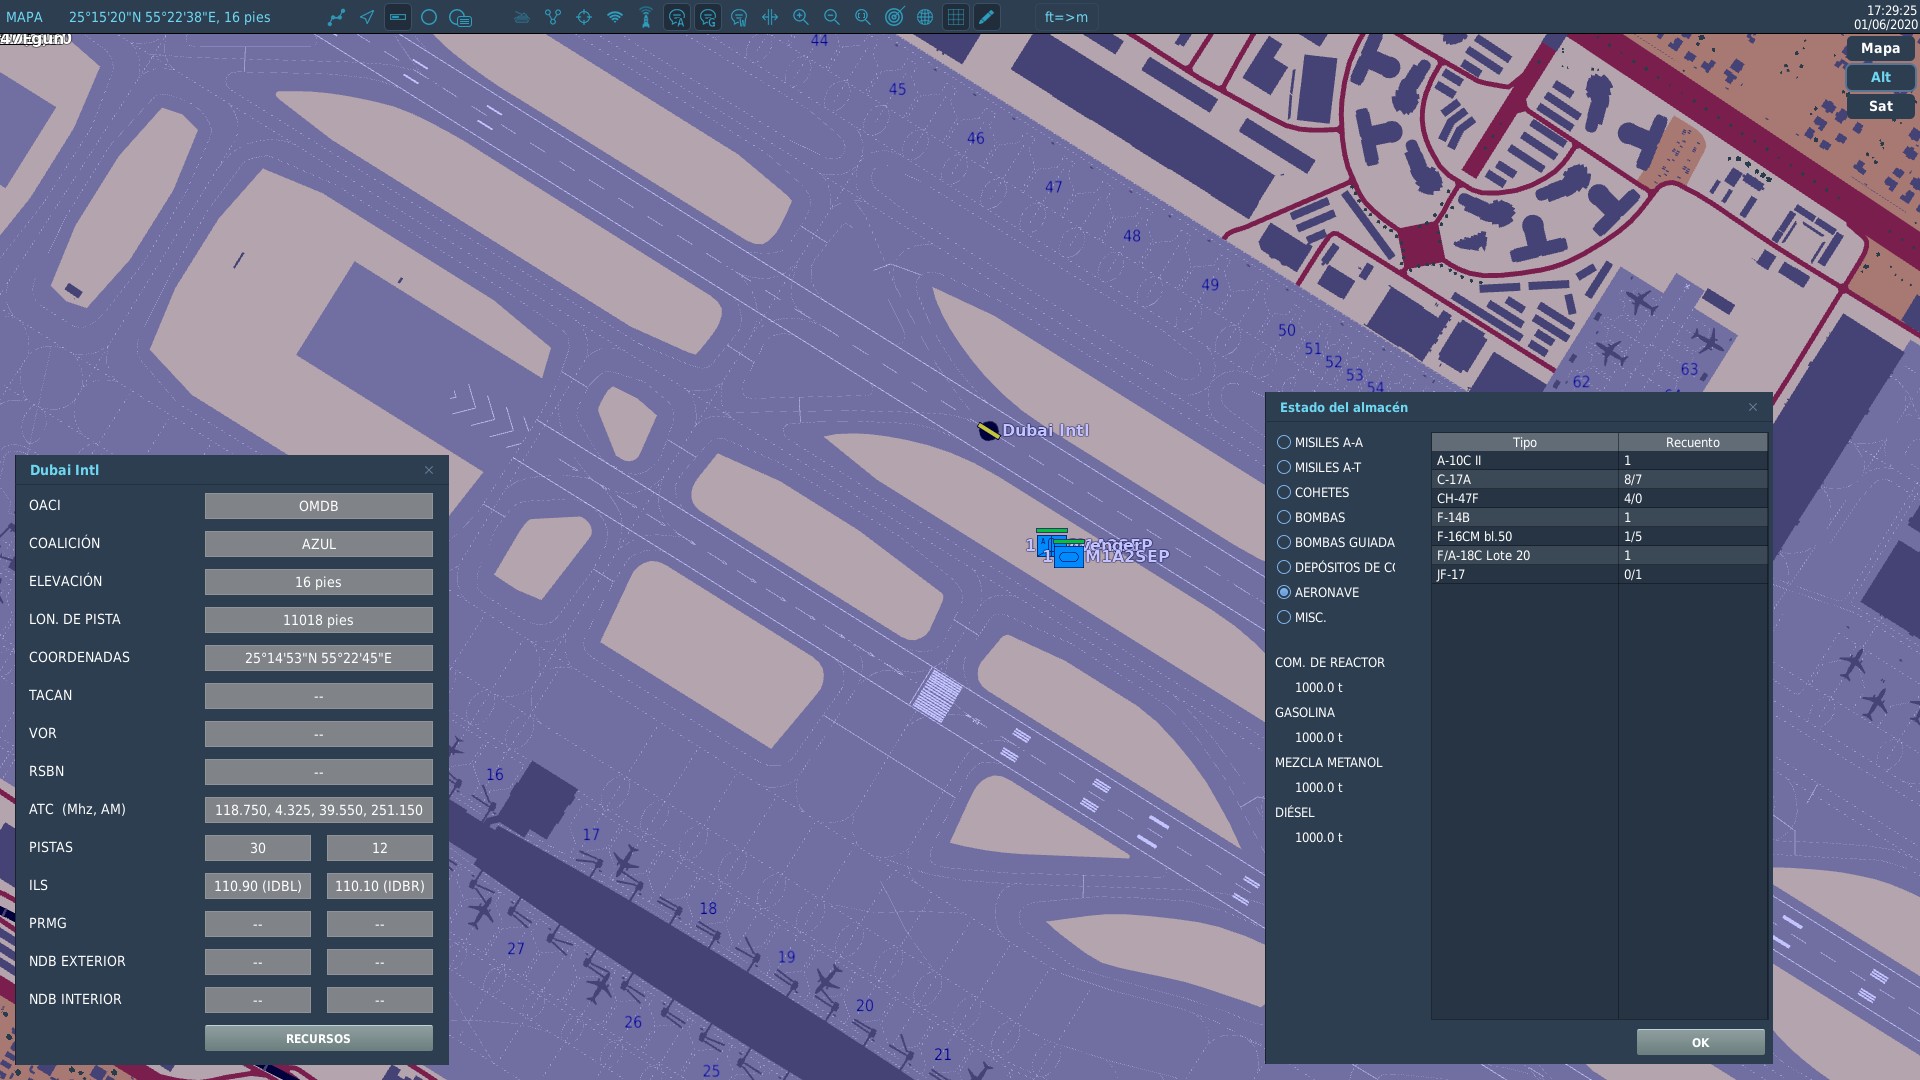 MAPA 25°15'20"N 55°22'38"E, 16 pies ft=>m 17:29:25
01/06/2020
Mapa
Alt
Sat
44
45
46
47
48
49
50
51
52
53
54
62
63
Dubai Intl
M1A2SEP
16
17
18
19
20
21
27
26
25
Dubai Intl
OACI OMDB
COALICIÓN AZUL
ELEVACIÓN 16 pies
LON. DE PISTA 11018 pies
COORDENADAS 25°14'53"N 55°22'45"E
TACAN --
VOR --
RSBN --
ATC (Mhz, AM) 118.750, 4.325, 39.550, 251.150
PISTAS 30 12
ILS 110.90 (IDBL) 110.10 (IDBR)
PRMG -- --
NDB EXTERIOR -- --
NDB INTERIOR -- --
RECURSOS
Estado del almacén
MISILES A-A
MISILES A-T
COHETES
BOMBAS
BOMBAS GUIADA
DEPÓSITOS DE CO
AERONAVE
MISC.
COM. DE REACTOR
1000.0 t
GASOLINA
1000.0 t
MEZCLA METANOL
1000.0 t
DIÉSEL
1000.0 t
Tipo Recuento
A-10C II 1
C-17A 8/7
CH-47F 4/0
F-14B 1
F-16CM bl.50 1/5
F/A-18C Lote 20 1
JF-17 0/1
OK